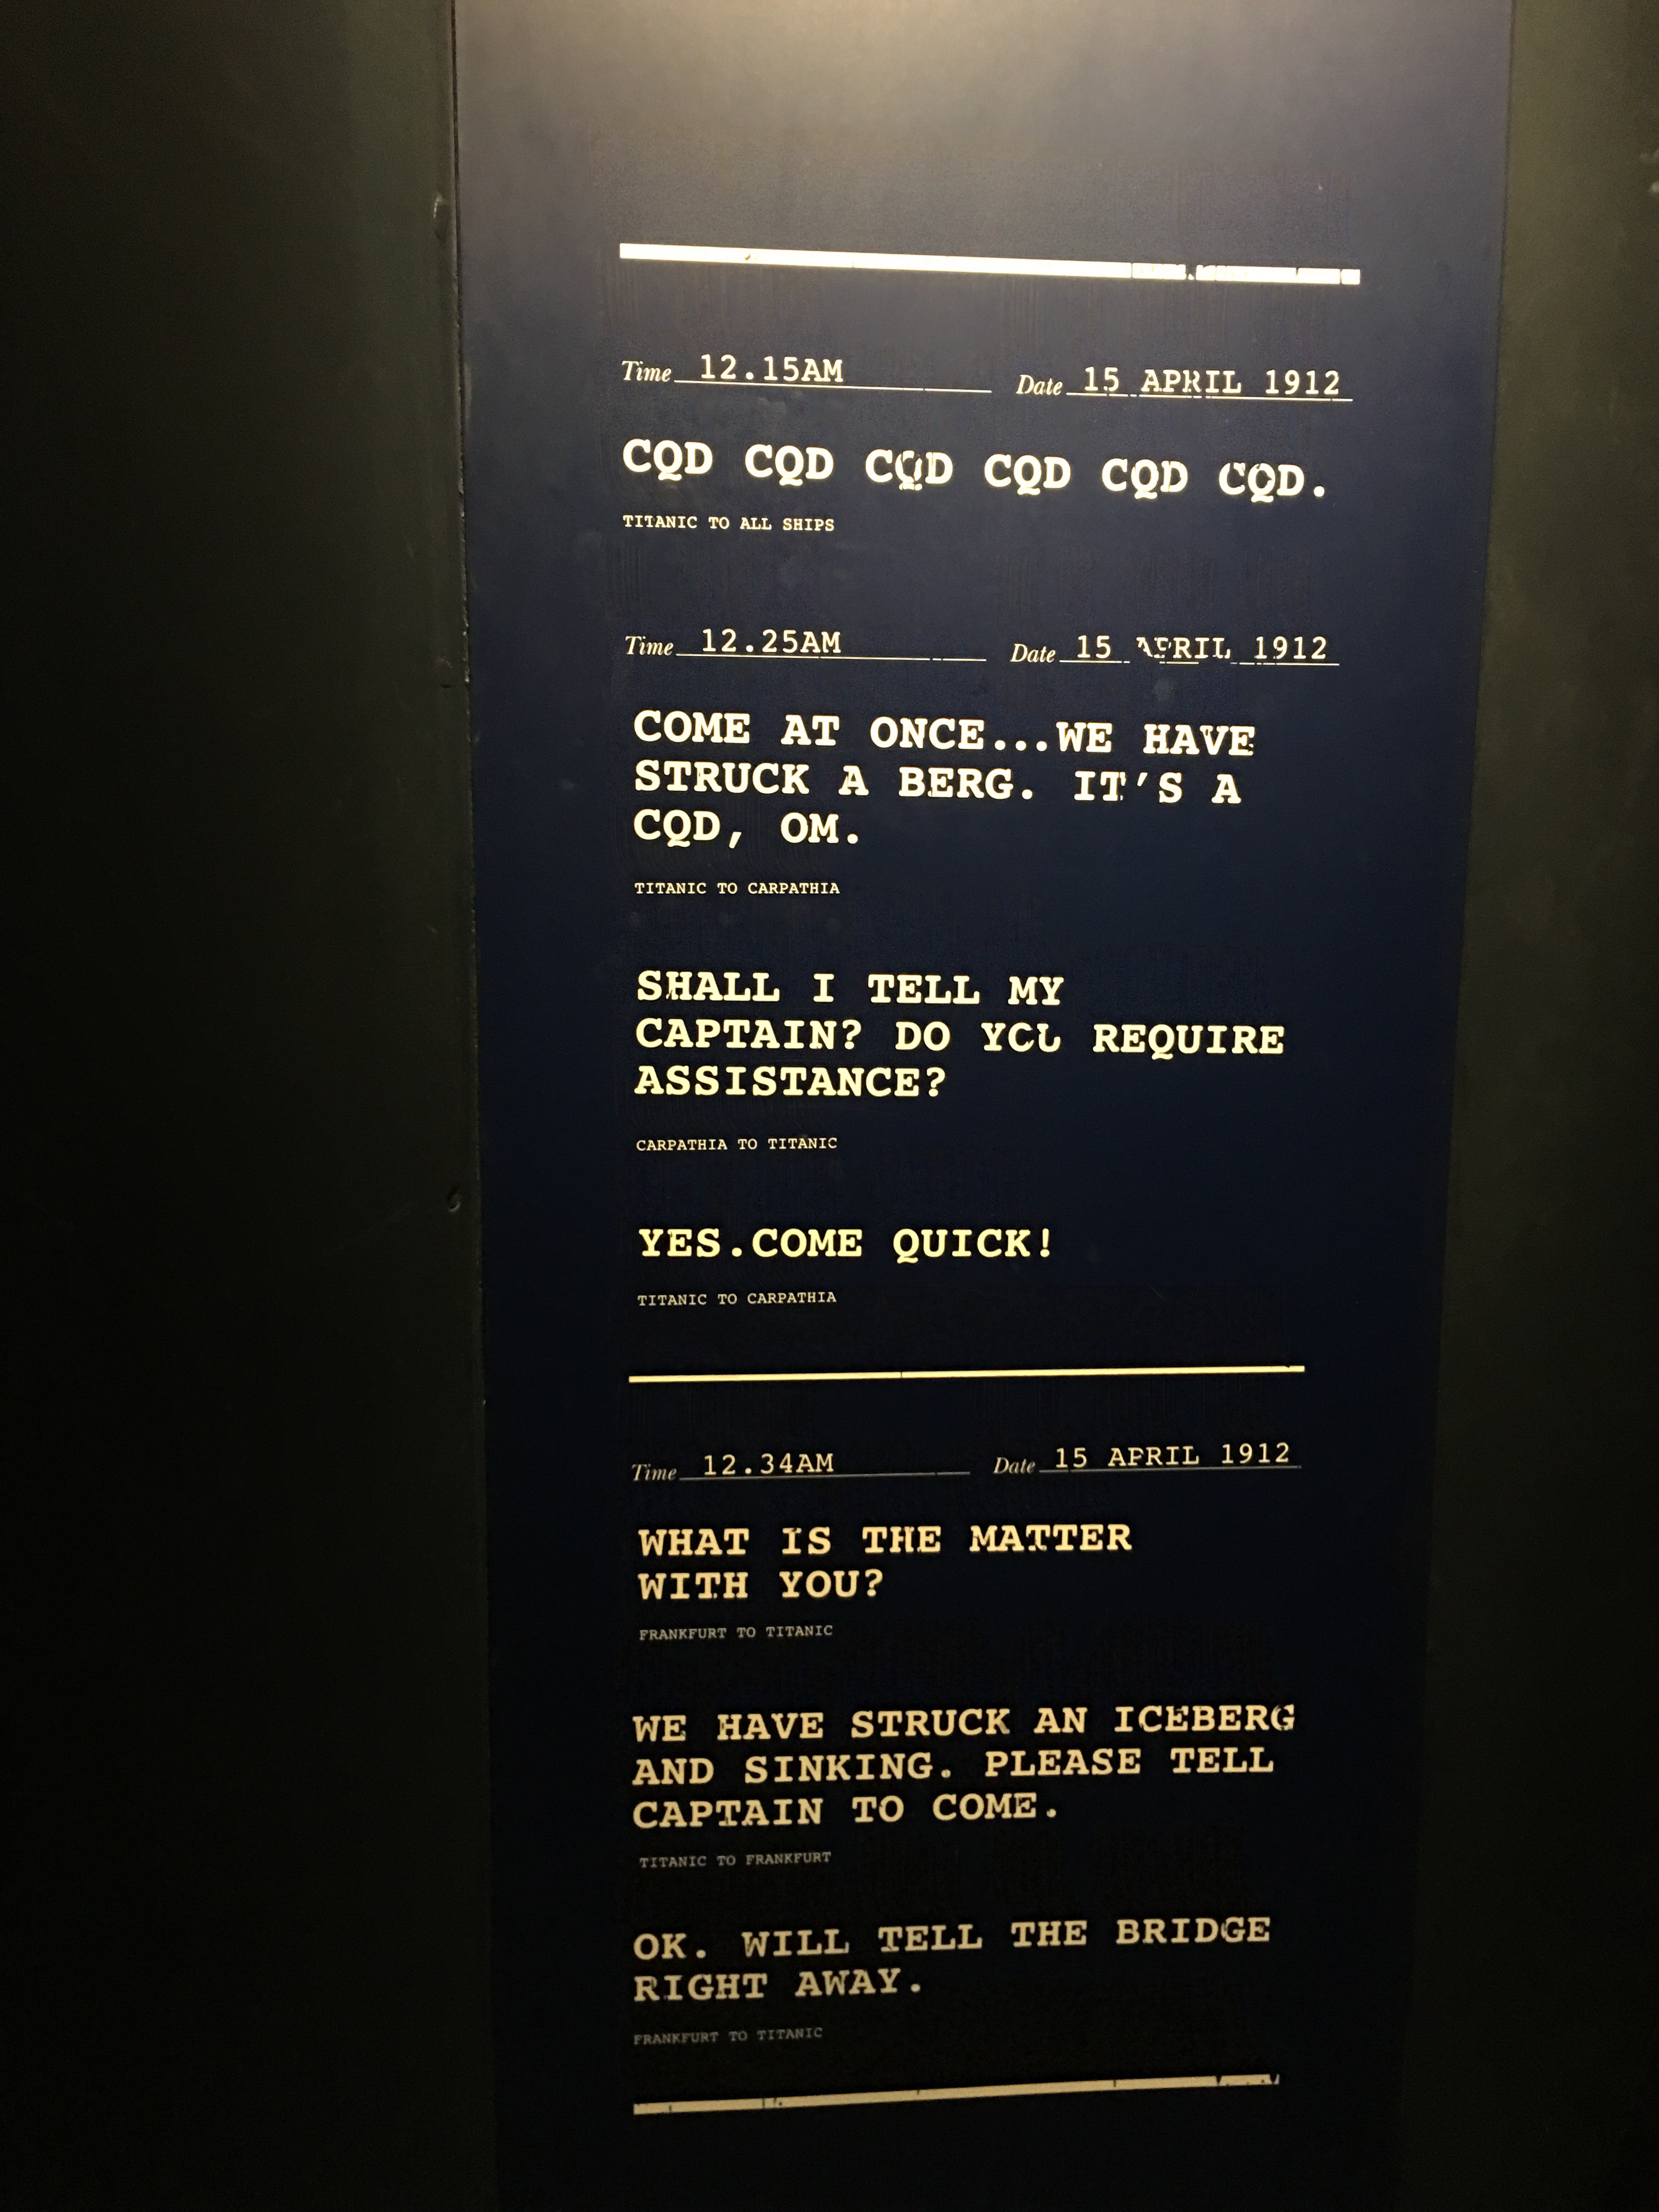 Time 12.15AM Date 15 APRIL 1912
CQD CQD CQD CQD CQD CQD.
TITANIC TO ALL SHIPS
Time 12.25AM Date 15 APRIL 1912
COME AT ONCE...WE HAVE
STRUCK A BERG. IT'S A
CQD, OM.
TITANIC TO CARPATHIA
SHALL I TELL MY
CAPTAIN? DO YOU REQUIRE
ASSISTANCE?
CARPATHIA TO TITANIC
YES.COME QUICK!
TITANIC TO CARPATHIA
Time 12.34AM Date 15 APRIL 1912
WHAT IS THE MATTER
WITH YOU?
FRANKFURT TO TITANIC
WE HAVE STRUCK AN ICEBERG
AND SINKING. PLEASE TELL
CAPTAIN TO COME.
TITANIC TO FRANKFURT
OK. WILL TELL THE BRIDGE
RIGHT AWAY.
FRANKFURT TO TITANIC